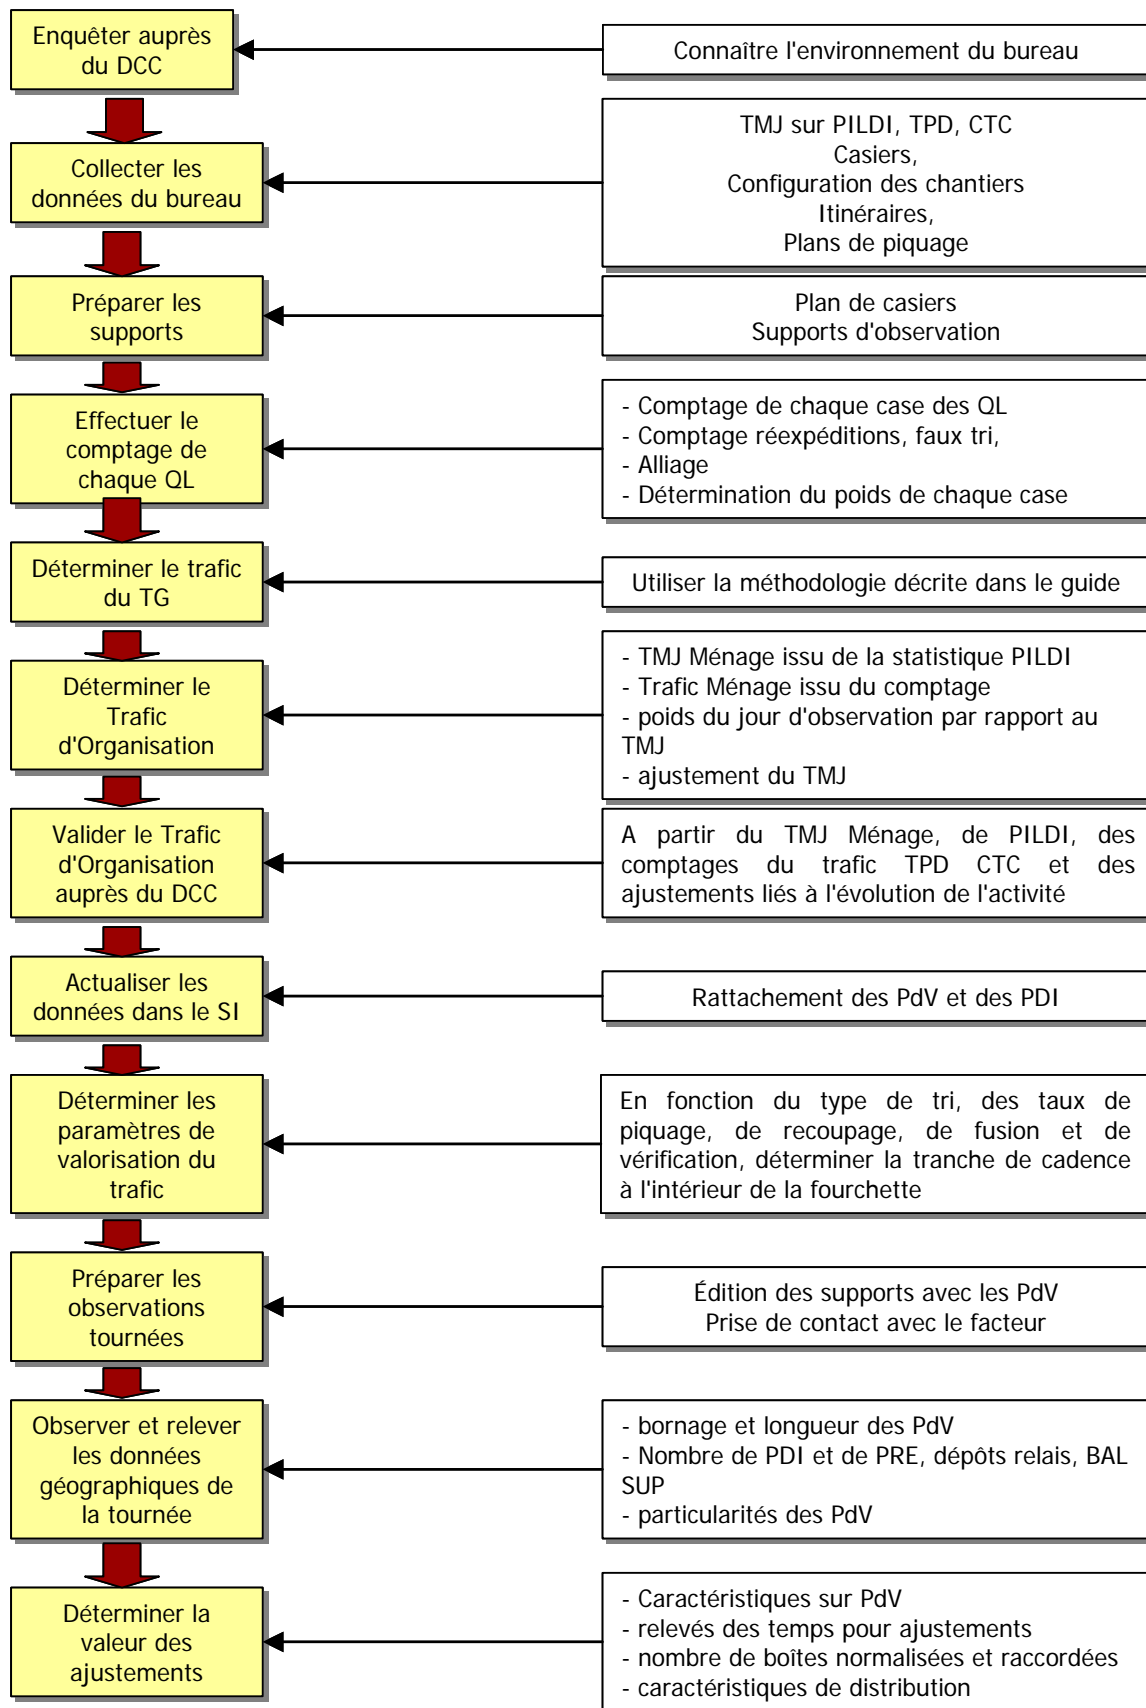 Enquêter auprès
du DCC
Connaître l'environnement du bureau
Collecter les
données du bureau
TMJ sur PILDI, TPD, CTC
Casiers,
Configuration des chantiers
Itinéraires,
Plans de piquage
Préparer les
supports
Plan de casiers
Supports d'observation
Effectuer le
comptage de
chaque QL
- Comptage de chaque case des QL
- Comptage réexpéditions, faux tri,
- Alliage
- Détermination du poids de chaque case
Déterminer le trafic
du TG
Utiliser la méthodologie décrite dans le guide
Déterminer le
Trafic
d'Organisation
- TMJ Ménage issu de la statistique PILDI
- Trafic Ménage issu du comptage
- poids du jour d'observation par rapport au
TMJ
- ajustement du TMJ
Valider le Trafic
d'Organisation
auprès du DCC
A partir du TMJ Ménage, de PILDI, des
comptages du trafic TPD CTC et des
ajustements liés à l'évolution de l'activité
Actualiser les
données dans le SI
Rattachement des PdV et des PDI
Déterminer les
paramètres de
valorisation du
trafic
En fonction du type de tri, des taux de
piquage, de recoupage, de fusion et de
vérification, déterminer la tranche de cadence
à l'intérieur de la fourchette
Préparer les
observations
tournées
Édition des supports avec les PdV
Prise de contact avec le facteur
Observer et relever
les données
géographiques de
la tournée
- bornage et longueur des PdV
- Nombre de PDI et de PRE, dépôts relais, BAL
SUP
- particularités des PdV
Déterminer la
valeur des
ajustements
- Caractéristiques sur PdV
- relevés des temps pour ajustements
- nombre de boîtes normalisées et raccordées
- caractéristiques de distribution